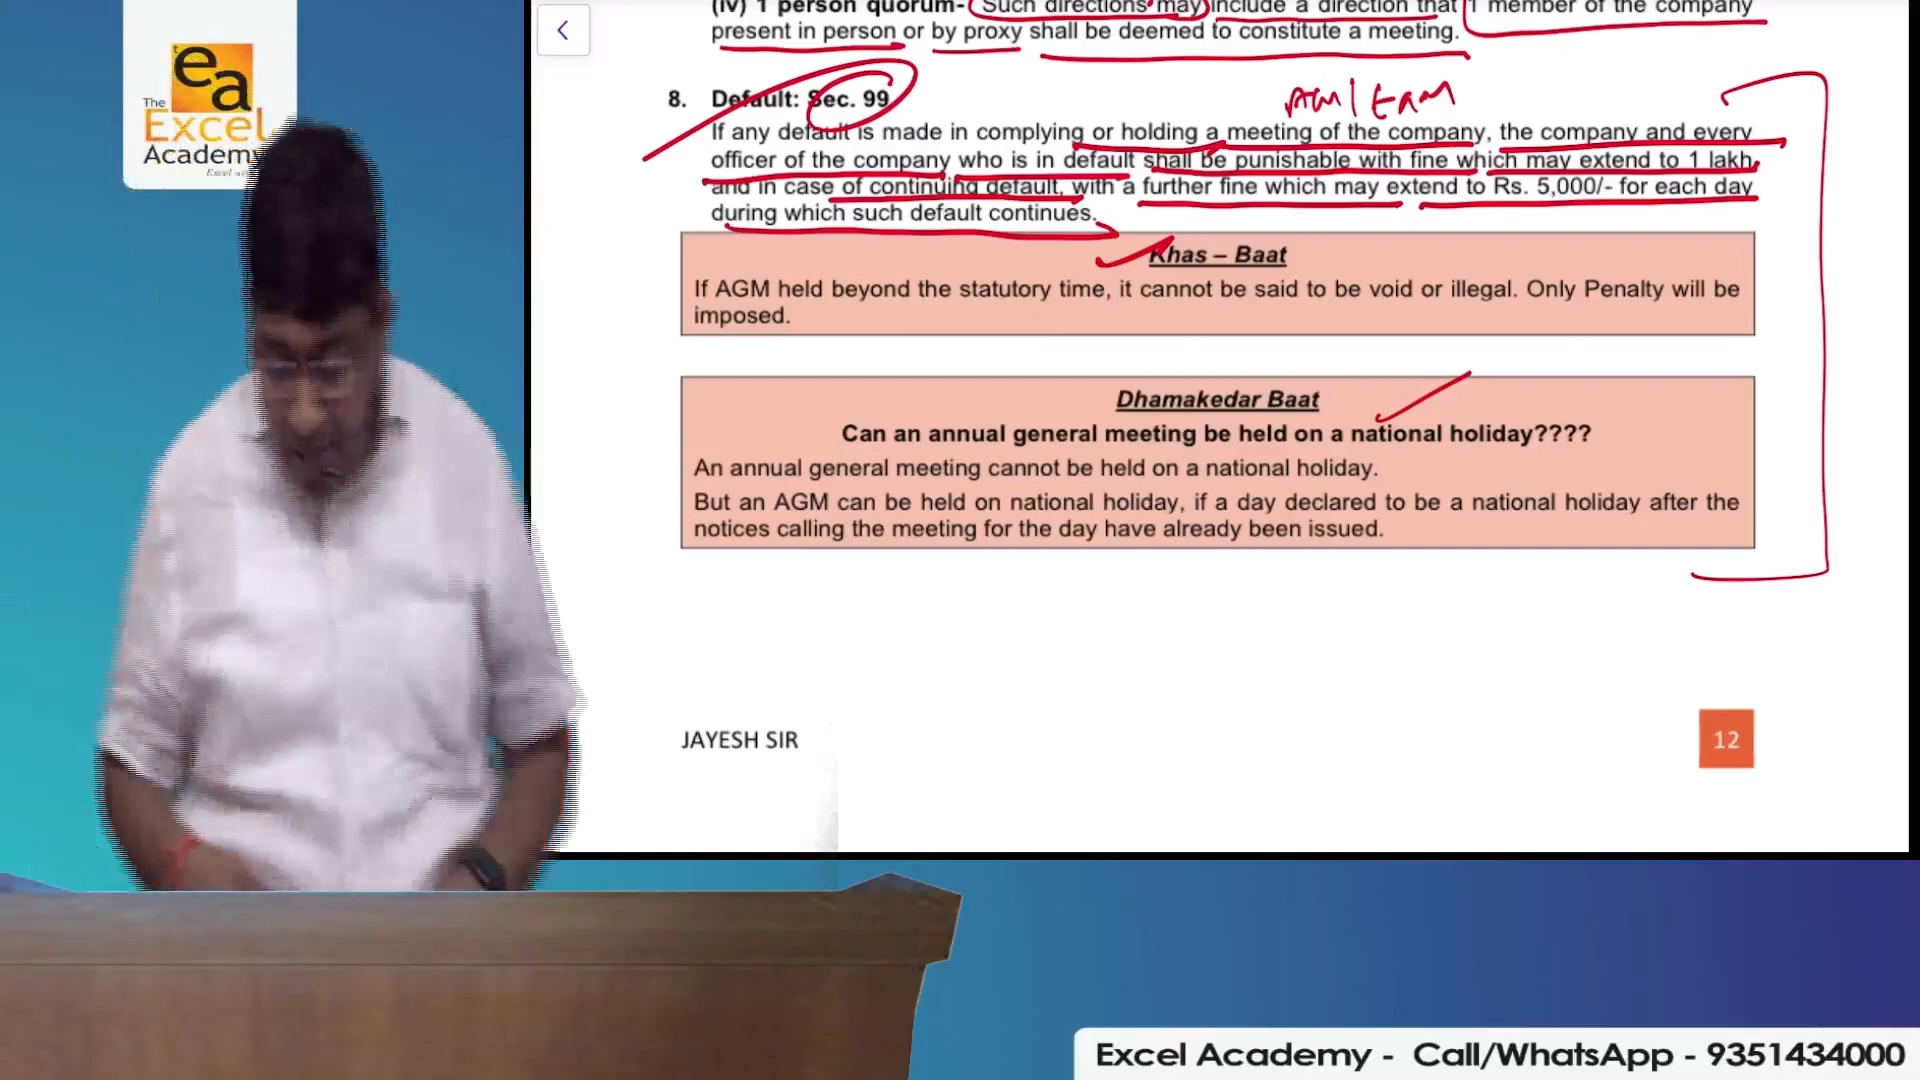 (iv) 1 person quorum- Such directions may include a direction that 1 member of the company
present in person or by proxy shall be deemed to constitute a meeting.
ea
The
Excel
Academy
8. Default: Sec. 99
AGM / EGM
If any default is made in complying or holding a meeting of the company, the company and every
officer of the company who is in default shall be punishable with fine which may extend to 1 lakh
and in case of continuing default, with a further fine which may extend to Rs. 5,000/- for each day
during which such default continues.
Khas – Baat
If AGM held beyond the statutory time, it cannot be said to be void or illegal. Only Penalty will be
imposed.
Dhamakedar Baat
Can an annual general meeting be held on a national holiday????
An annual general meeting cannot be held on a national holiday.
But an AGM can be held on national holiday, if a day declared to be a national holiday after the
notices calling the meeting for the day have already been issued.
JAYESH SIR
12
Excel Academy - Call/WhatsApp - 9351434000